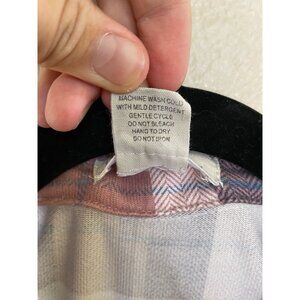 MACHINE WASH COLD
WITH MILD DETERGENT
GENTLE CYCLE
DO NOT BLEACH
HAND TO DRY
DO NOT IRON